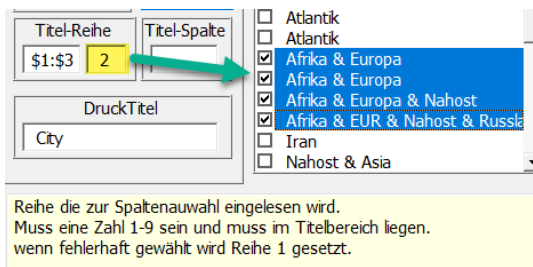 Titel-Reihe
Titel-Spalte
$1:$3
2
DruckTitel
City
Atlantik
Atlantik
Afrika & Europa
Afrika & Europa
Afrika & Europa & Nahost
Afrika & EUR & Nahost & Russla
Iran
Nahost & Asia
Reihe die zur Spaltenauwahl eingelesen wird.
Muss eine Zahl 1-9 sein und muss im Titelbereich liegen.
wenn fehlerhaft gewählt wird Reihe 1 gesetzt.